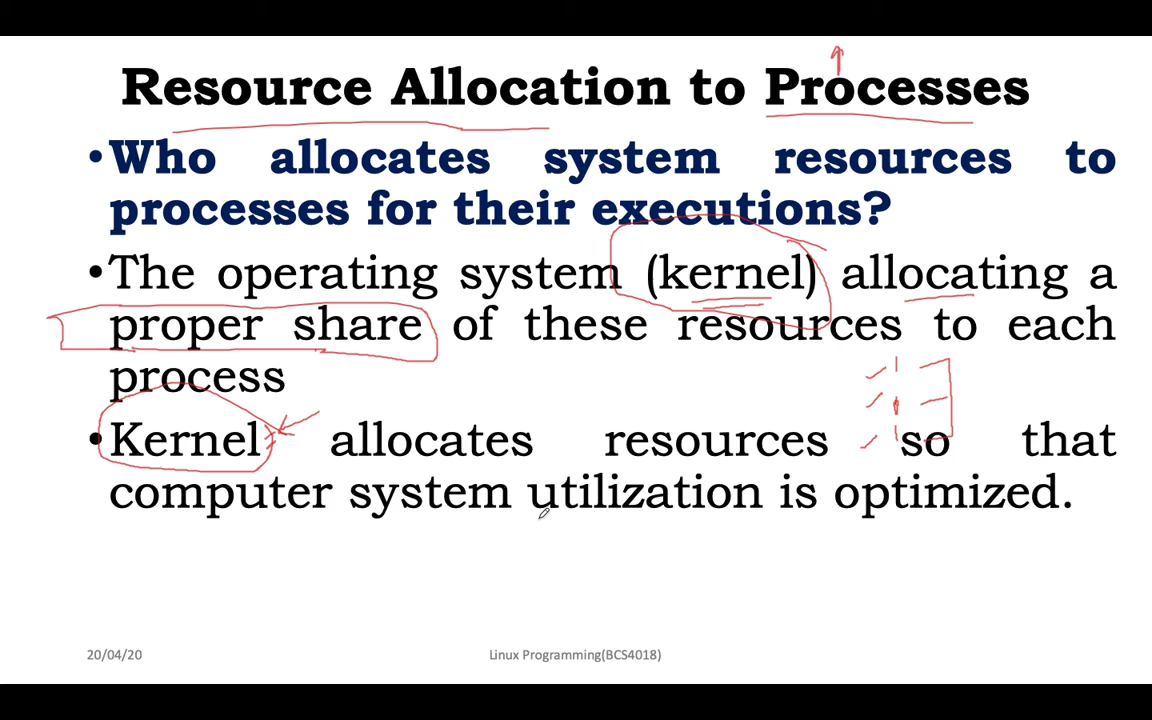 Resource Allocation to Processes
•Who allocates system resources to
processes for their executions?
•The operating system (kernel) allocating a
proper share of these resources to each
process
•Kernel allocates resources so that
computer system utilization is optimized.
20/04/20
Linux Programming(BCS4018)